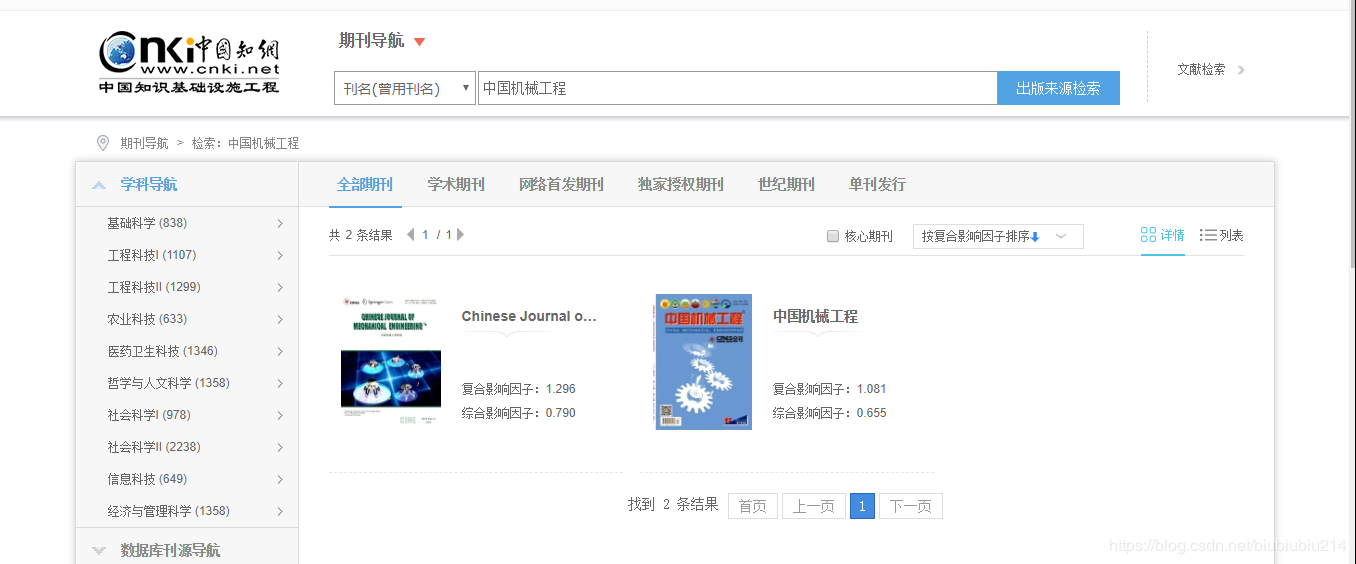 Cnki中国知網
www.cnki.net
中国知识基础设施工程
期刊导航
刊名(曾用刊名)
中国机械工程
出版来源检索
文献检索
期刊导航 > 检索：中国机械工程
学科导航
基础科学 (838)
工程科技I (1107)
工程科技II (1299)
农业科技 (633)
医药卫生科技 (1346)
哲学与人文科学 (1358)
社会科学I (978)
社会科学II (2238)
信息科技 (649)
经济与管理科学 (1358)
数据库刊源导航
全部期刊 学术期刊 网络首发期刊 独家授权期刊 世纪期刊 单刊发行
共 2 条结果 1 / 1
核心期刊
按复合影响因子排序
详情
列表
CHINESE JOURNAL OF
MECHANICAL ENGINEERING
CJME
Chinese Journal o...
复合影响因子：1.296
综合影响因子：0.790
中国机械工程
中国机械工程
复合影响因子：1.081
综合影响因子：0.655
找到 2 条结果 首页 上一页 1 下一页
https://blog.csdn.net/biubiubiu214